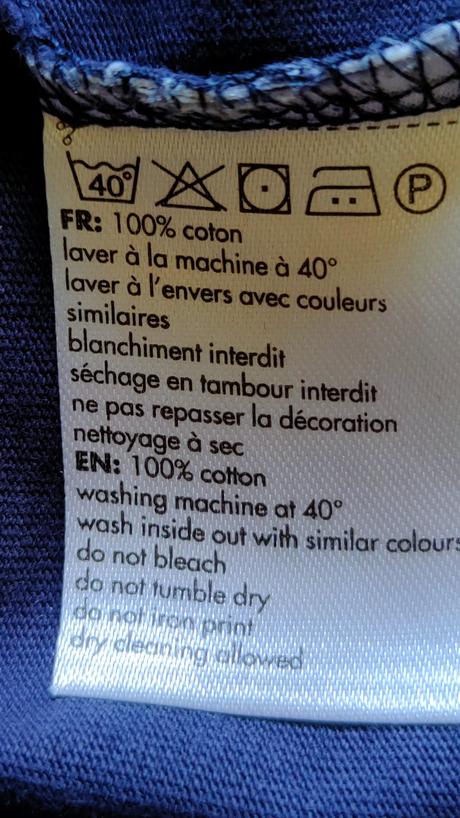 40°
P
FR: 100% coton
laver à la machine à 40°
laver à l'envers avec couleurs
similaires
blanchiment interdit
séchage en tambour interdit
ne pas repasser la décoration
nettoyage à sec
EN: 100% cotton
washing machine at 40°
wash inside out with similar colours
do not bleach
do not tumble dry
do not iron print
dry cleaning allowed